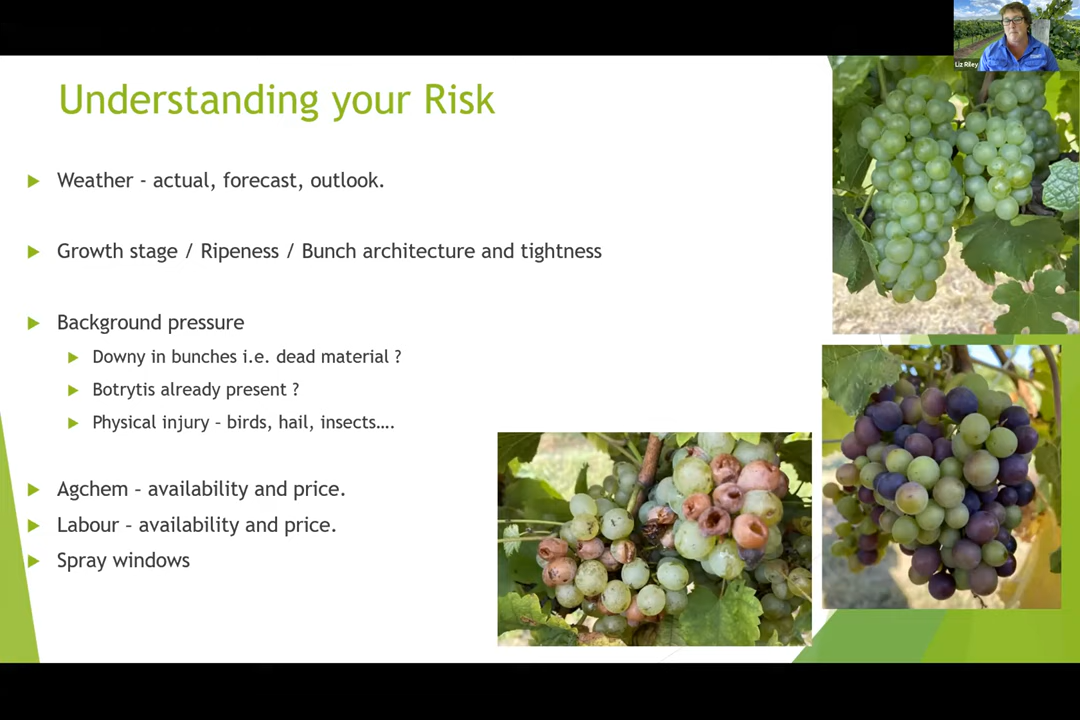 Liz Riley
Understanding your Risk
Weather - actual, forecast, outlook.
Growth stage / Ripeness / Bunch architecture and tightness
Background pressure
Downy in bunches i.e. dead material ?
Botrytis already present ?
Physical injury – birds, hail, insects….
Agchem – availability and price.
Labour – availability and price.
Spray windows